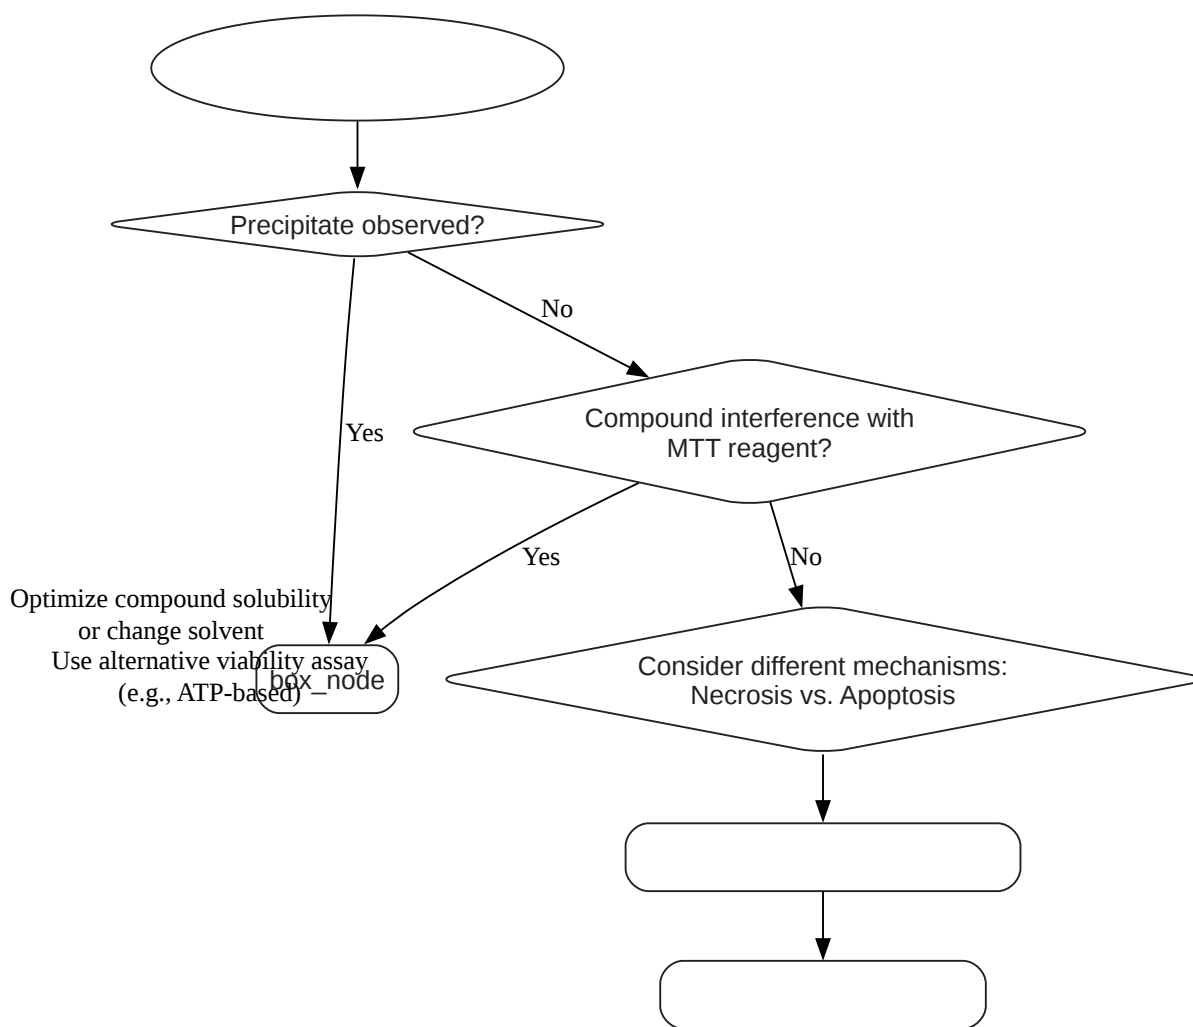 Precipitate observed?
No
Compound interference with
MTT reagent?
Yes
Yes
No
Optimize compound solubility
or change solvent
Use alternative viability assay
(e.g., ATP-based)
box_node
Consider different mechanisms:
Necrosis vs. Apoptosis